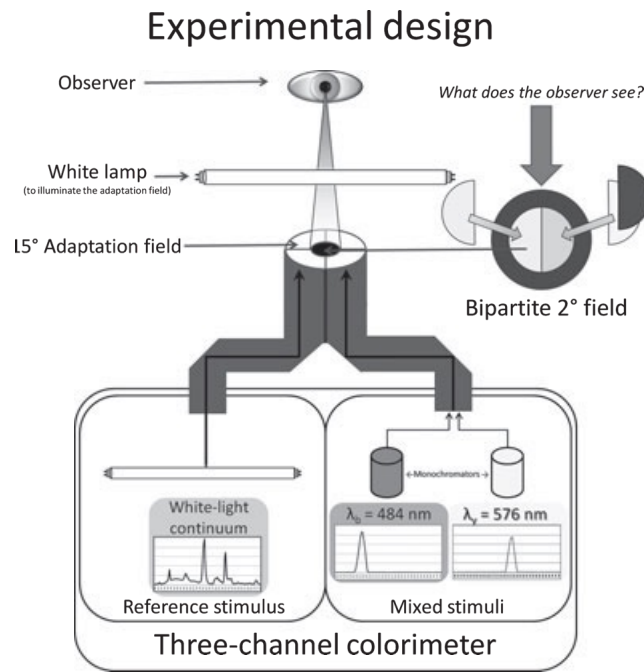 Experimental design
Observer
What does the observer see?
White lamp
(to illuminate the adaptation field)
L5° Adaptation field
Bipartite 2° field
←Monochromators→
White-light
continuum
λb = 484 nm
λy = 576 nm
Reference stimulus
Mixed stimuli
Three-channel colorimeter